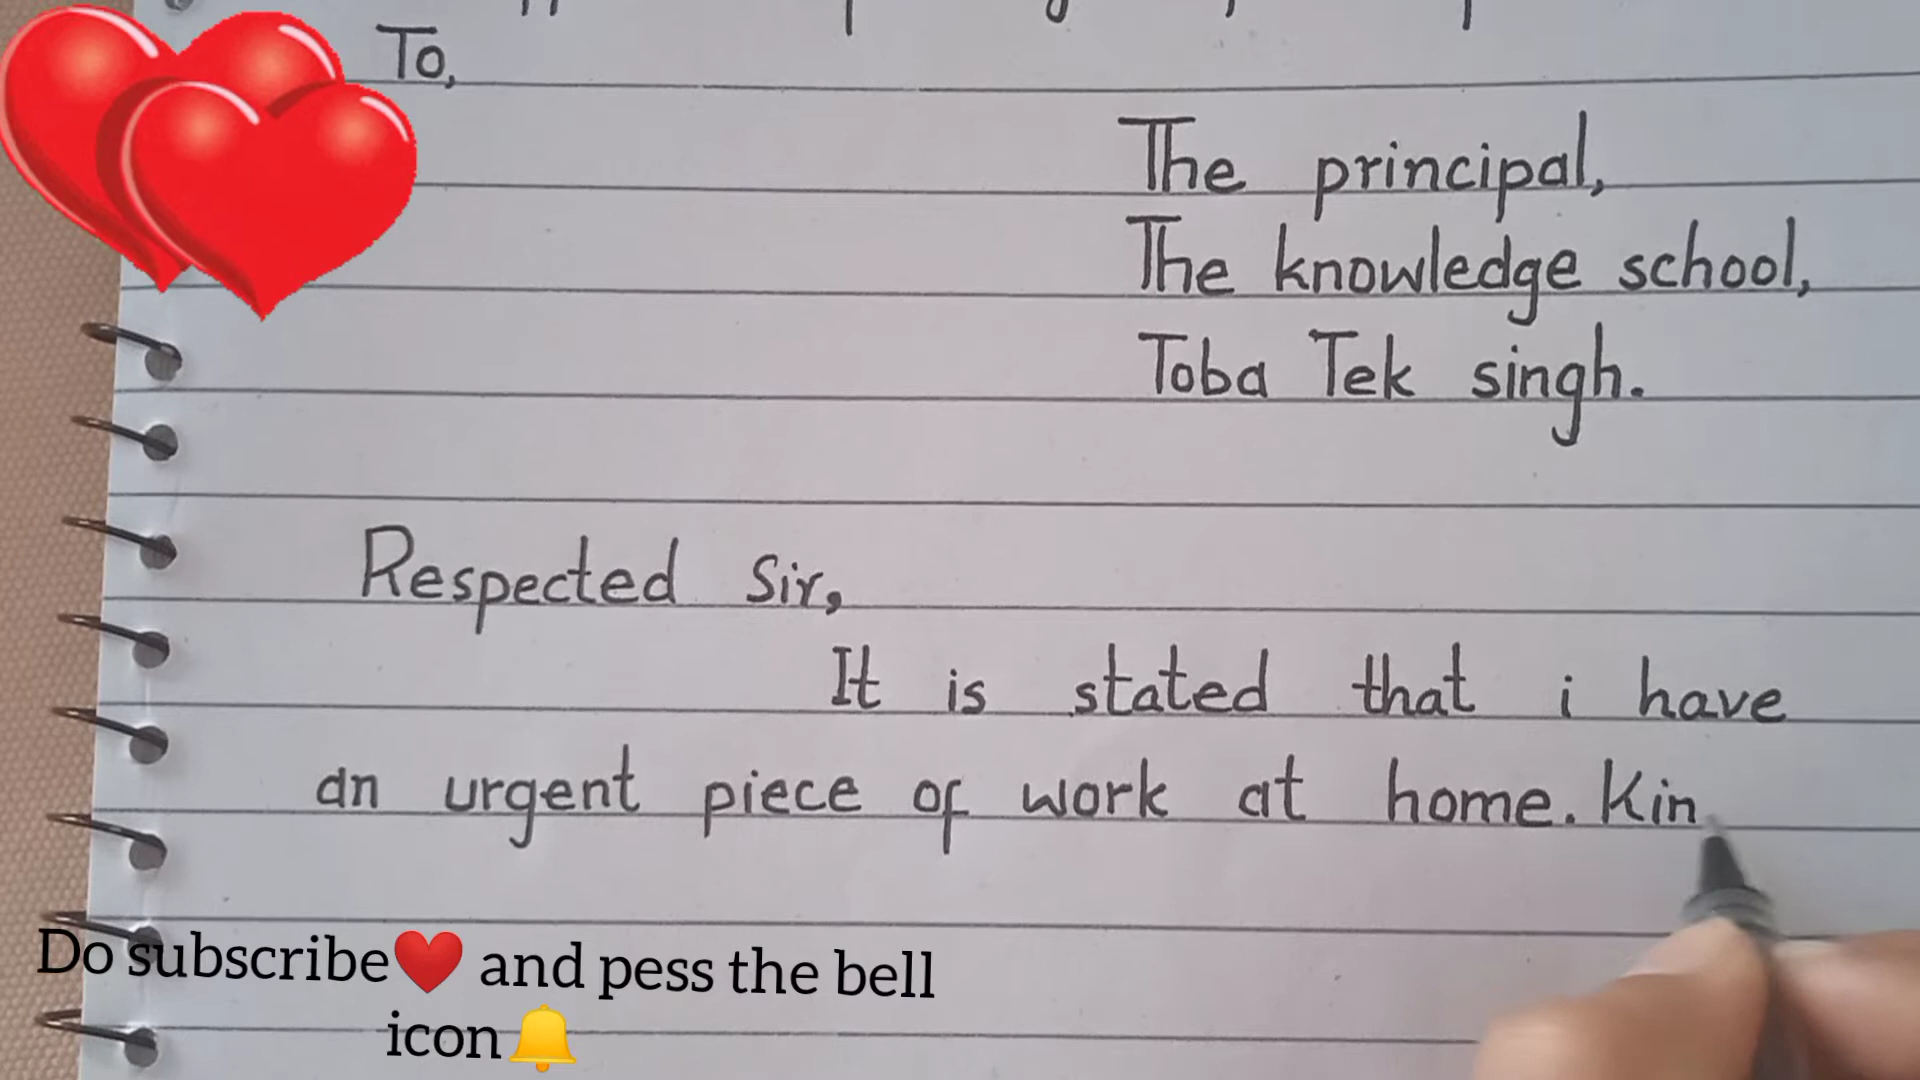 To,
The principal,
The knowledge school,
Toba Tek singh.
Respected Sir,
It is stated that i have
an urgent piece of work at home. Kin
Do subscribe❤️ and pess the bell
icon🔔